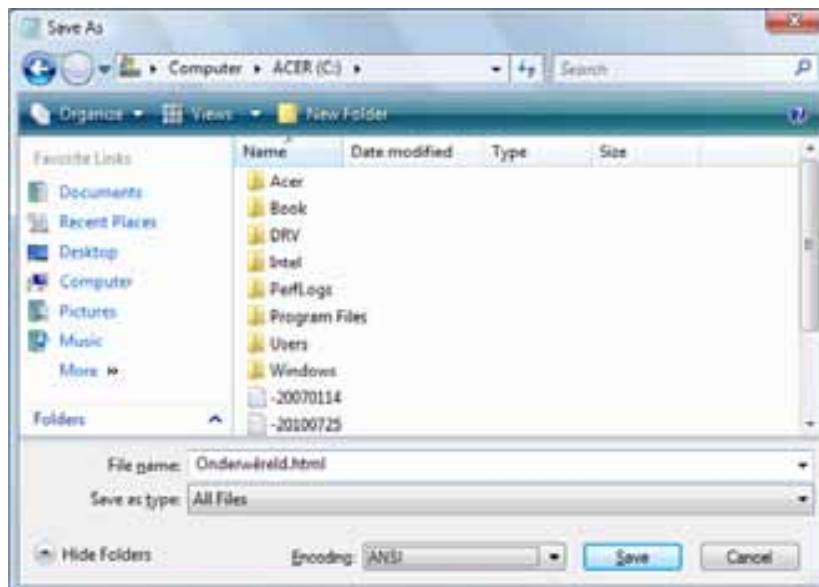 Save As
Computer ACER (C:)
Search
Organize Views New Folder
Favorite Links
Documents
Recent Places
Desktop
Computer
Pictures
Music
More »
Folders
Name Date modified Type Size
Acer
Book
DRV
Intel
PerfLogs
Program Files
Users
Windows
-20070114
-20100725
File name: Onderwêreld.html
Save as type: All Files
Hide Folders
Encoding: ANSI
Save
Cancel